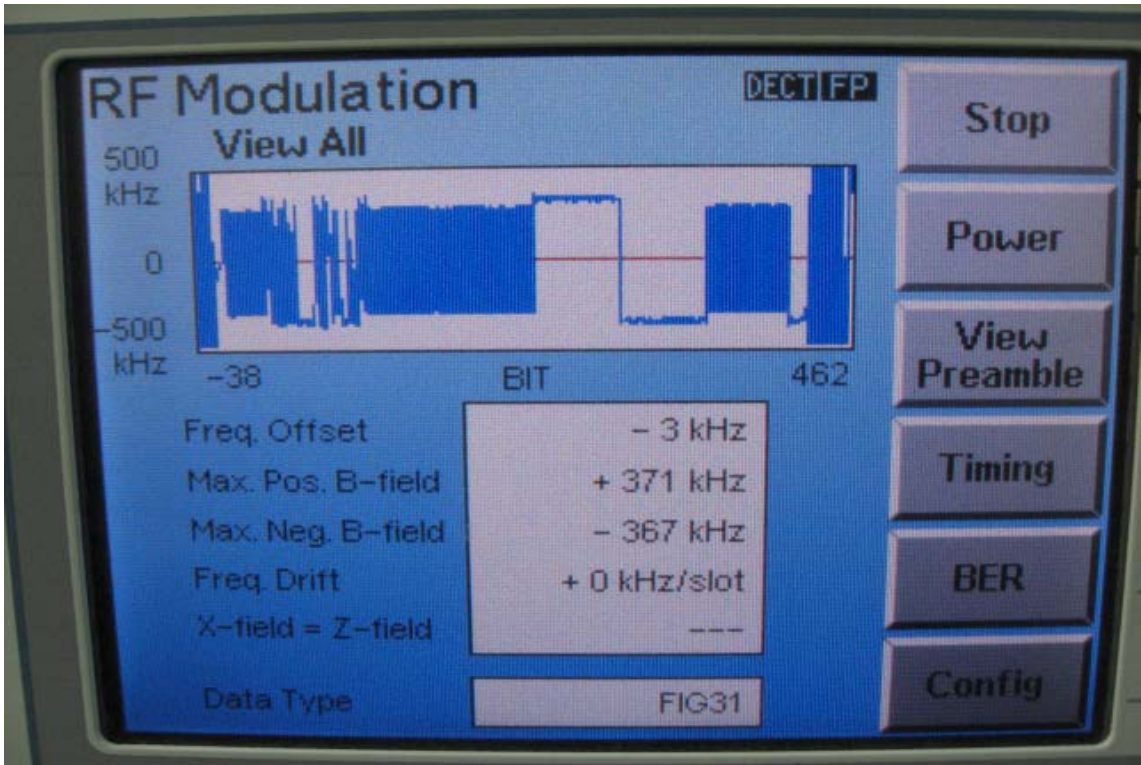 RF Modulation
DECT FP
View All
500
kHz
0
-500
kHz
-38
BIT
462
Freq. Offset
- 3 kHz
Max. Pos. B-field
+ 371 kHz
Max. Neg. B-field
- 367 kHz
Freq. Drift
+ 0 kHz/slot
X-field = Z-field
---
Data Type
FIG31
Stop
Power
View
Preamble
Timing
BER
Config